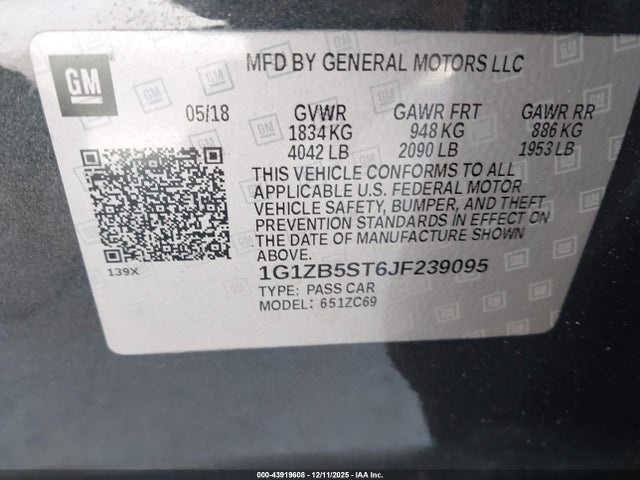 GM
MFD BY GENERAL MOTORS LLC
05/18 GVWR GAWR FRT GAWR RR
1834 KG 948 KG 886 KG
4042 LB 2090 LB 1953 LB
THIS VEHICLE CONFORMS TO ALL
APPLICABLE U.S. FEDERAL MOTOR
VEHICLE SAFETY, BUMPER, AND THEFT
PREVENTION STANDARDS IN EFFECT ON
THE DATE OF MANUFACTURE SHOWN
ABOVE.
139X
1G1ZB5ST6JF239095
TYPE: PASS CAR
MODEL: 651ZC69
000-43919608 - 12/11/2025 - IAA Inc.